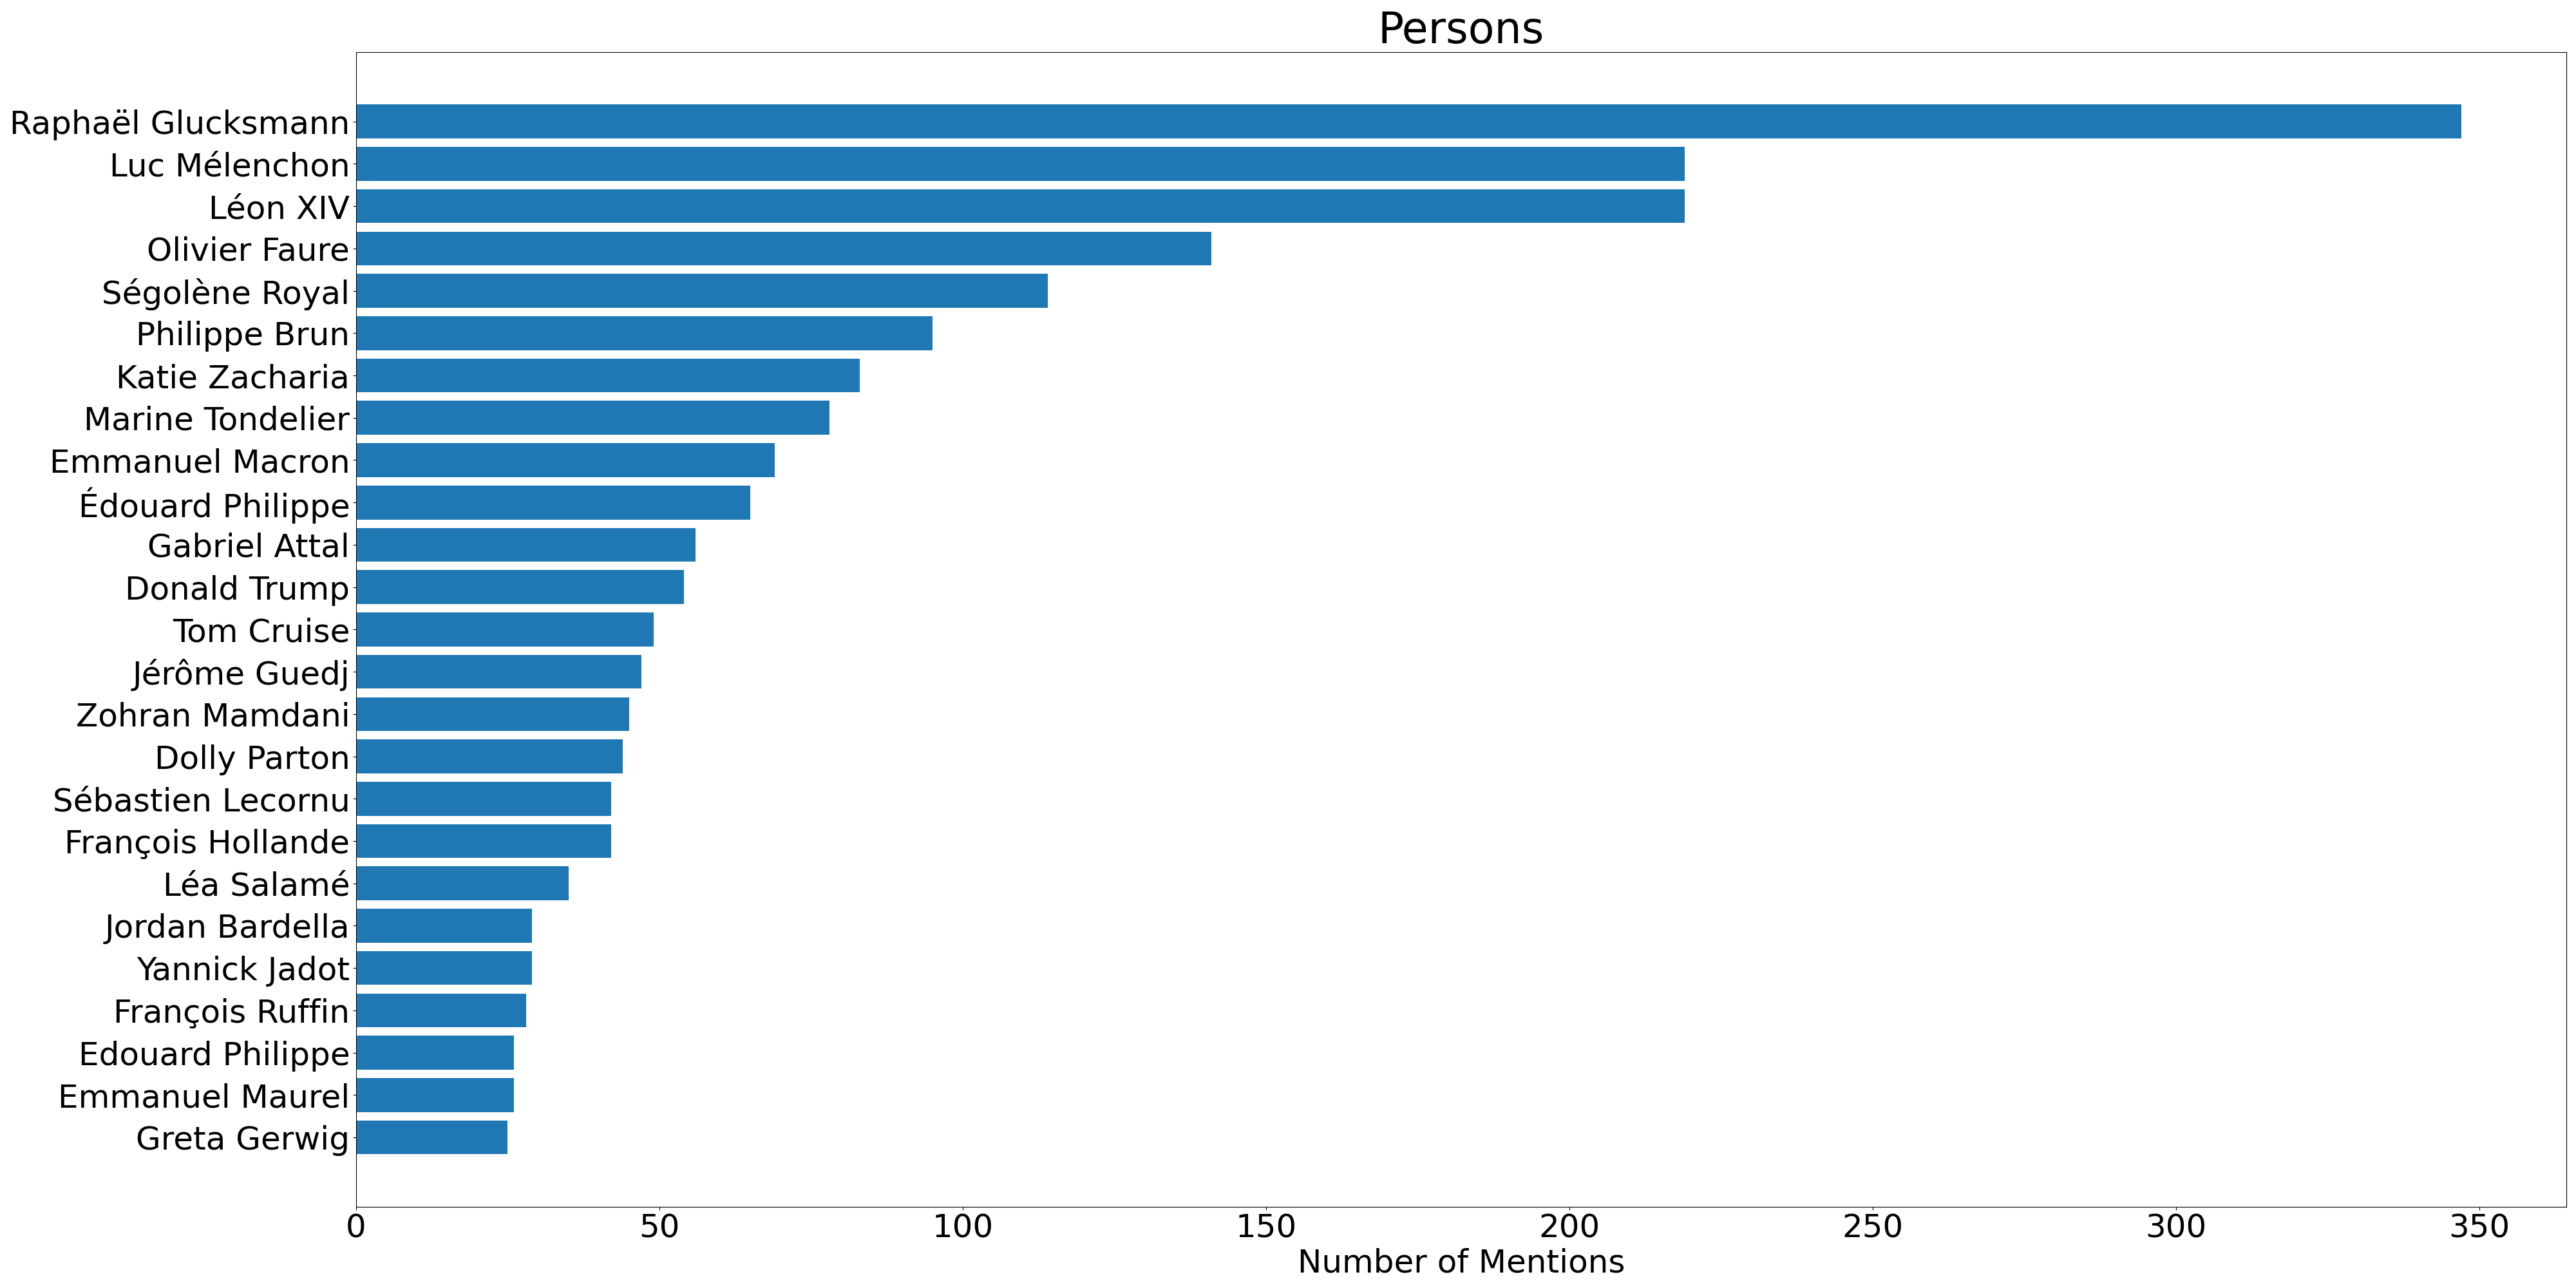 Persons
Raphaël Glucksmann
Luc Mélenchon
Léon XIV
Olivier Faure
Ségolène Royal
Philippe Brun
Katie Zacharia
Marine Tondelier
Emmanuel Macron
Édouard Philippe
Gabriel Attal
Donald Trump
Tom Cruise
Jérôme Guedj
Zohran Mamdani
Dolly Parton
Sébastien Lecornu
François Hollande
Léa Salamé
Jordan Bardella
Yannick Jadot
François Ruffin
Edouard Philippe
Emmanuel Maurel
Greta Gerwig
0 50 100 150 200 250 300 350
Number of Mentions